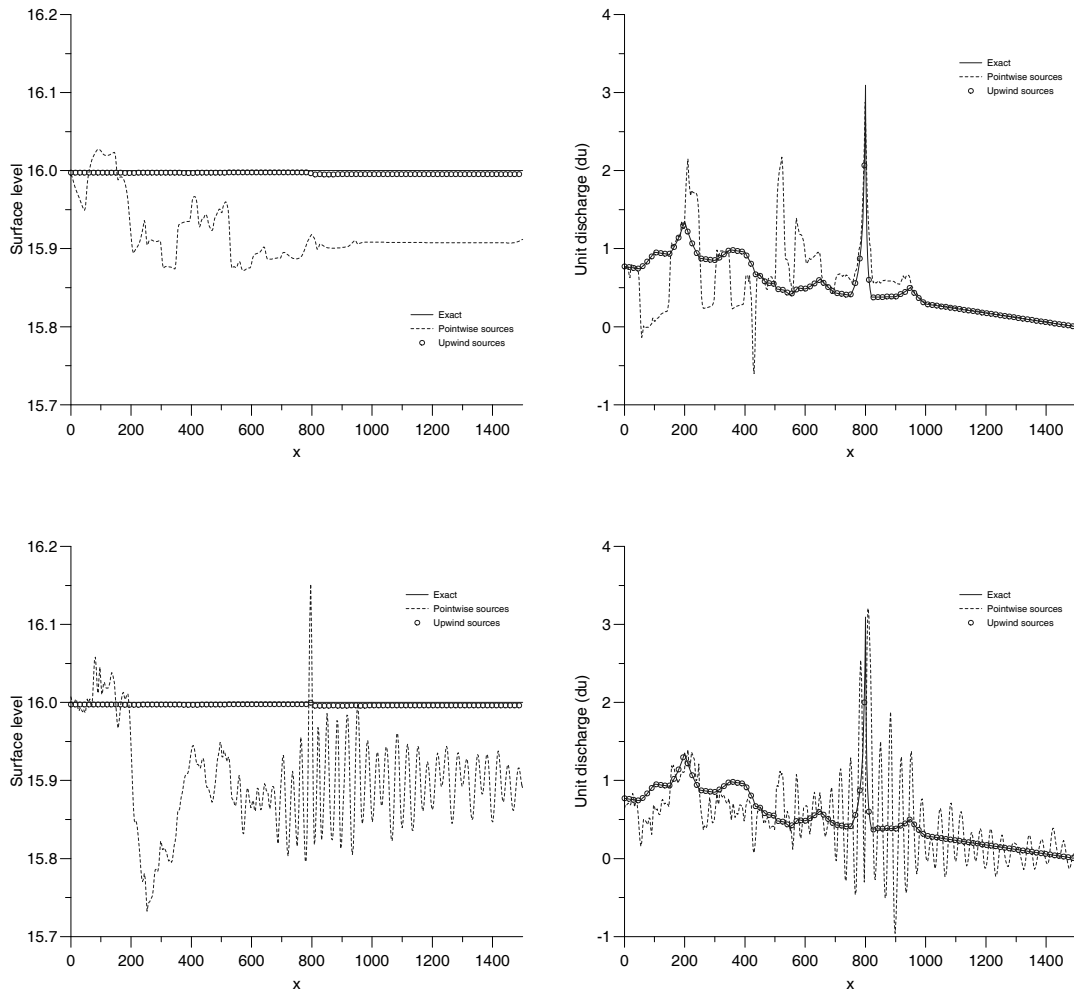 16.2
16.1
16.0
15.9
15.8
15.7
Surface level
0
200
400
600
800
1000
1200
1400
x
Exact
Pointwise sources
Upwind sources
4
3
2
1
0
-1
Unit discharge (du)
0
200
400
600
800
1000
1200
1400
x
Exact
Pointwise sources
Upwind sources
16.2
16.1
16.0
15.9
15.8
15.7
Surface level
0
200
400
600
800
1000
1200
1400
x
Exact
Pointwise sources
Upwind sources
4
3
2
1
0
-1
Unit discharge (du)
0
200
400
600
800
1000
1200
1400
x
Exact
Pointwise sources
Upwind sources